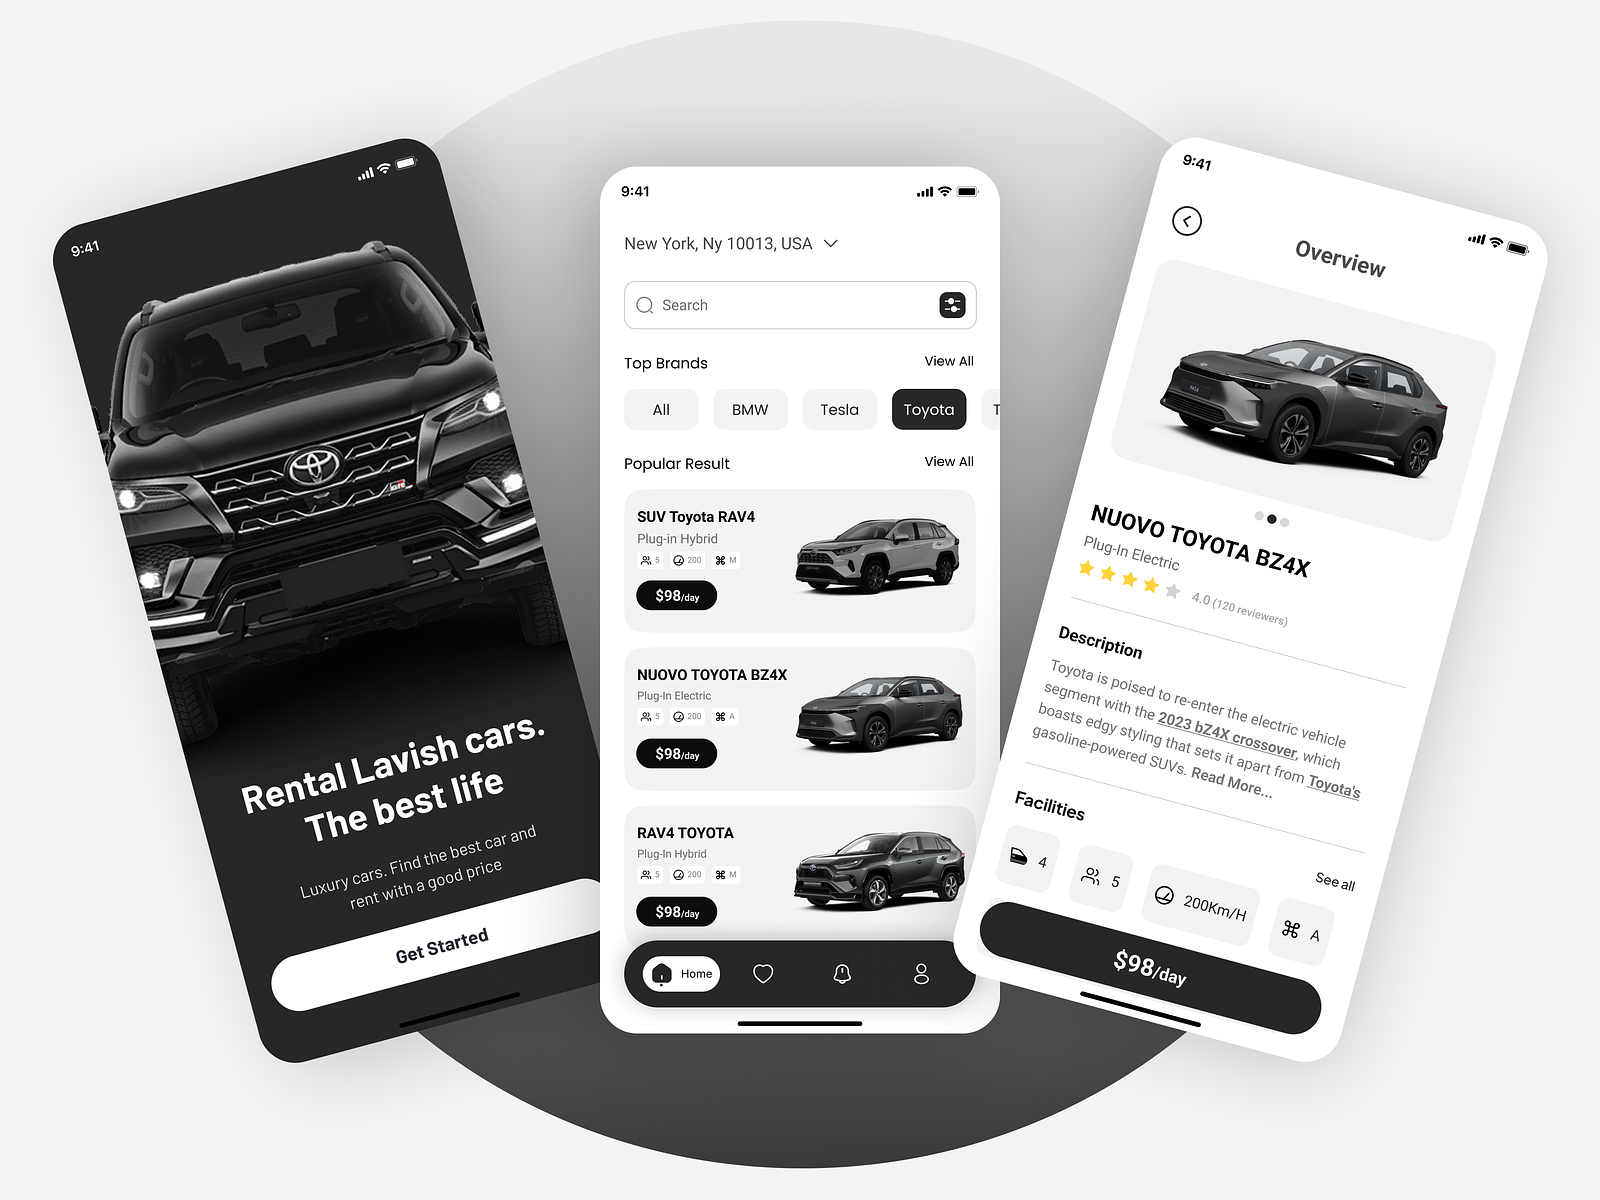 9:41
Rental Lavish cars.
The best life
Luxury cars. Find the best car and
rent with a good price
Get Started
9:41
New York, Ny 10013, USA
Search
Top Brands
View All
All
BMW
Tesla
Toyota
T
Popular Result
View All
SUV Toyota RAV4
Plug-in Hybrid
5
200
M
$98/day
NUOVO TOYOTA BZ4X
Plug-In Electric
5
200
A
$98/day
RAV4 TOYOTA
Plug-In Hybrid
5
200
M
$98/day
Home
9:41
Overview
NUOVO TOYOTA BZ4X
Plug-In Electric
4.0 (120 reviewers)
Description
Toyota is poised to re-enter the electric vehicle
segment with the 2023 bZ4X crossover, which
boasts edgy styling that sets it apart from Toyota's
gasoline-powered SUVs. Read More...
Facilities
See all
4
5
200Km/H
A
$98/day